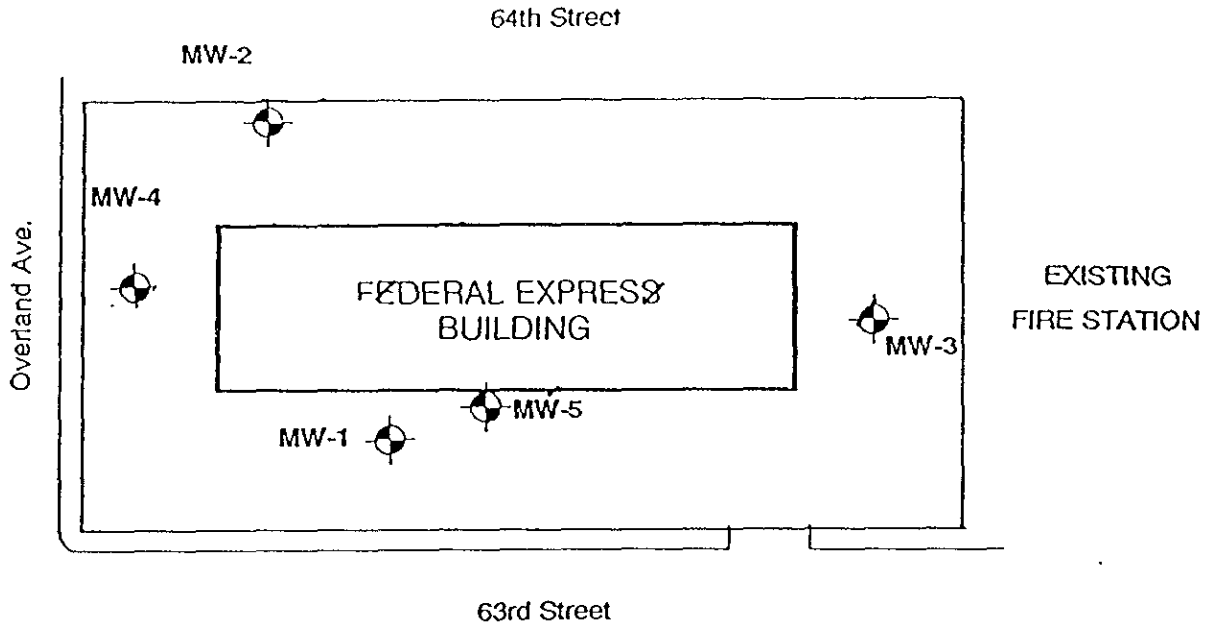 64th Street
MW-2
MW-4
Overland Ave.
FEDERAL EXPRESS
BUILDING
EXISTING
FIRE STATION
MW-3
MW-5
MW-1
63rd Street